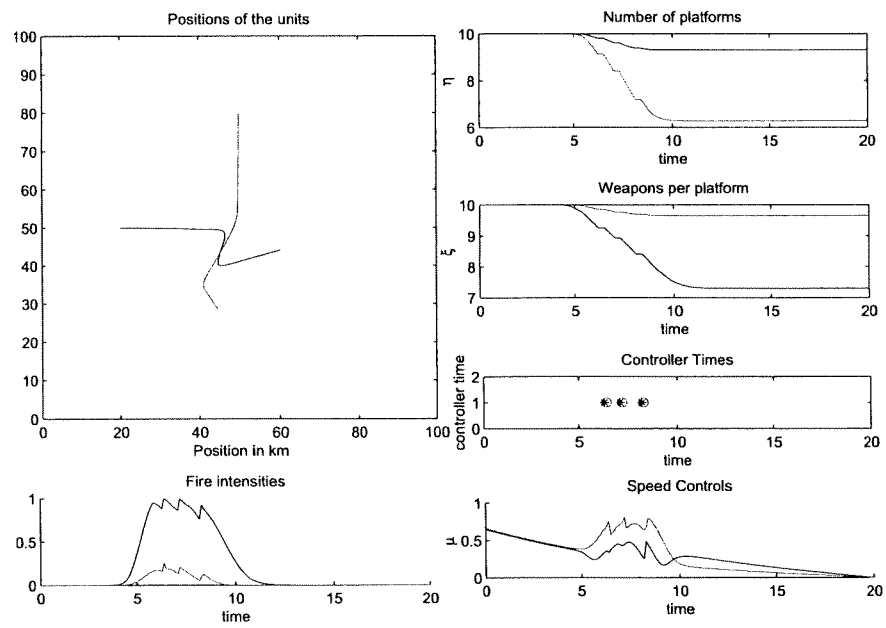 Positions of the units
100
90
80
70
60
50
40
30
20
10
0
0 20 40 60 80 100
Position in km
Number of platforms
10
8
6
η
0 5 10 15 20
time
Weapons per platform
10
9
8
7
ξ
0 5 10 15 20
time
Controller Times
2
1
0
controller time
0 5 10 15 20
time
Fire intensities
1
0.5
0
0 5 10 15 20
time
Speed Controls
1
0.5
0
μ
0 5 10 15 20
time